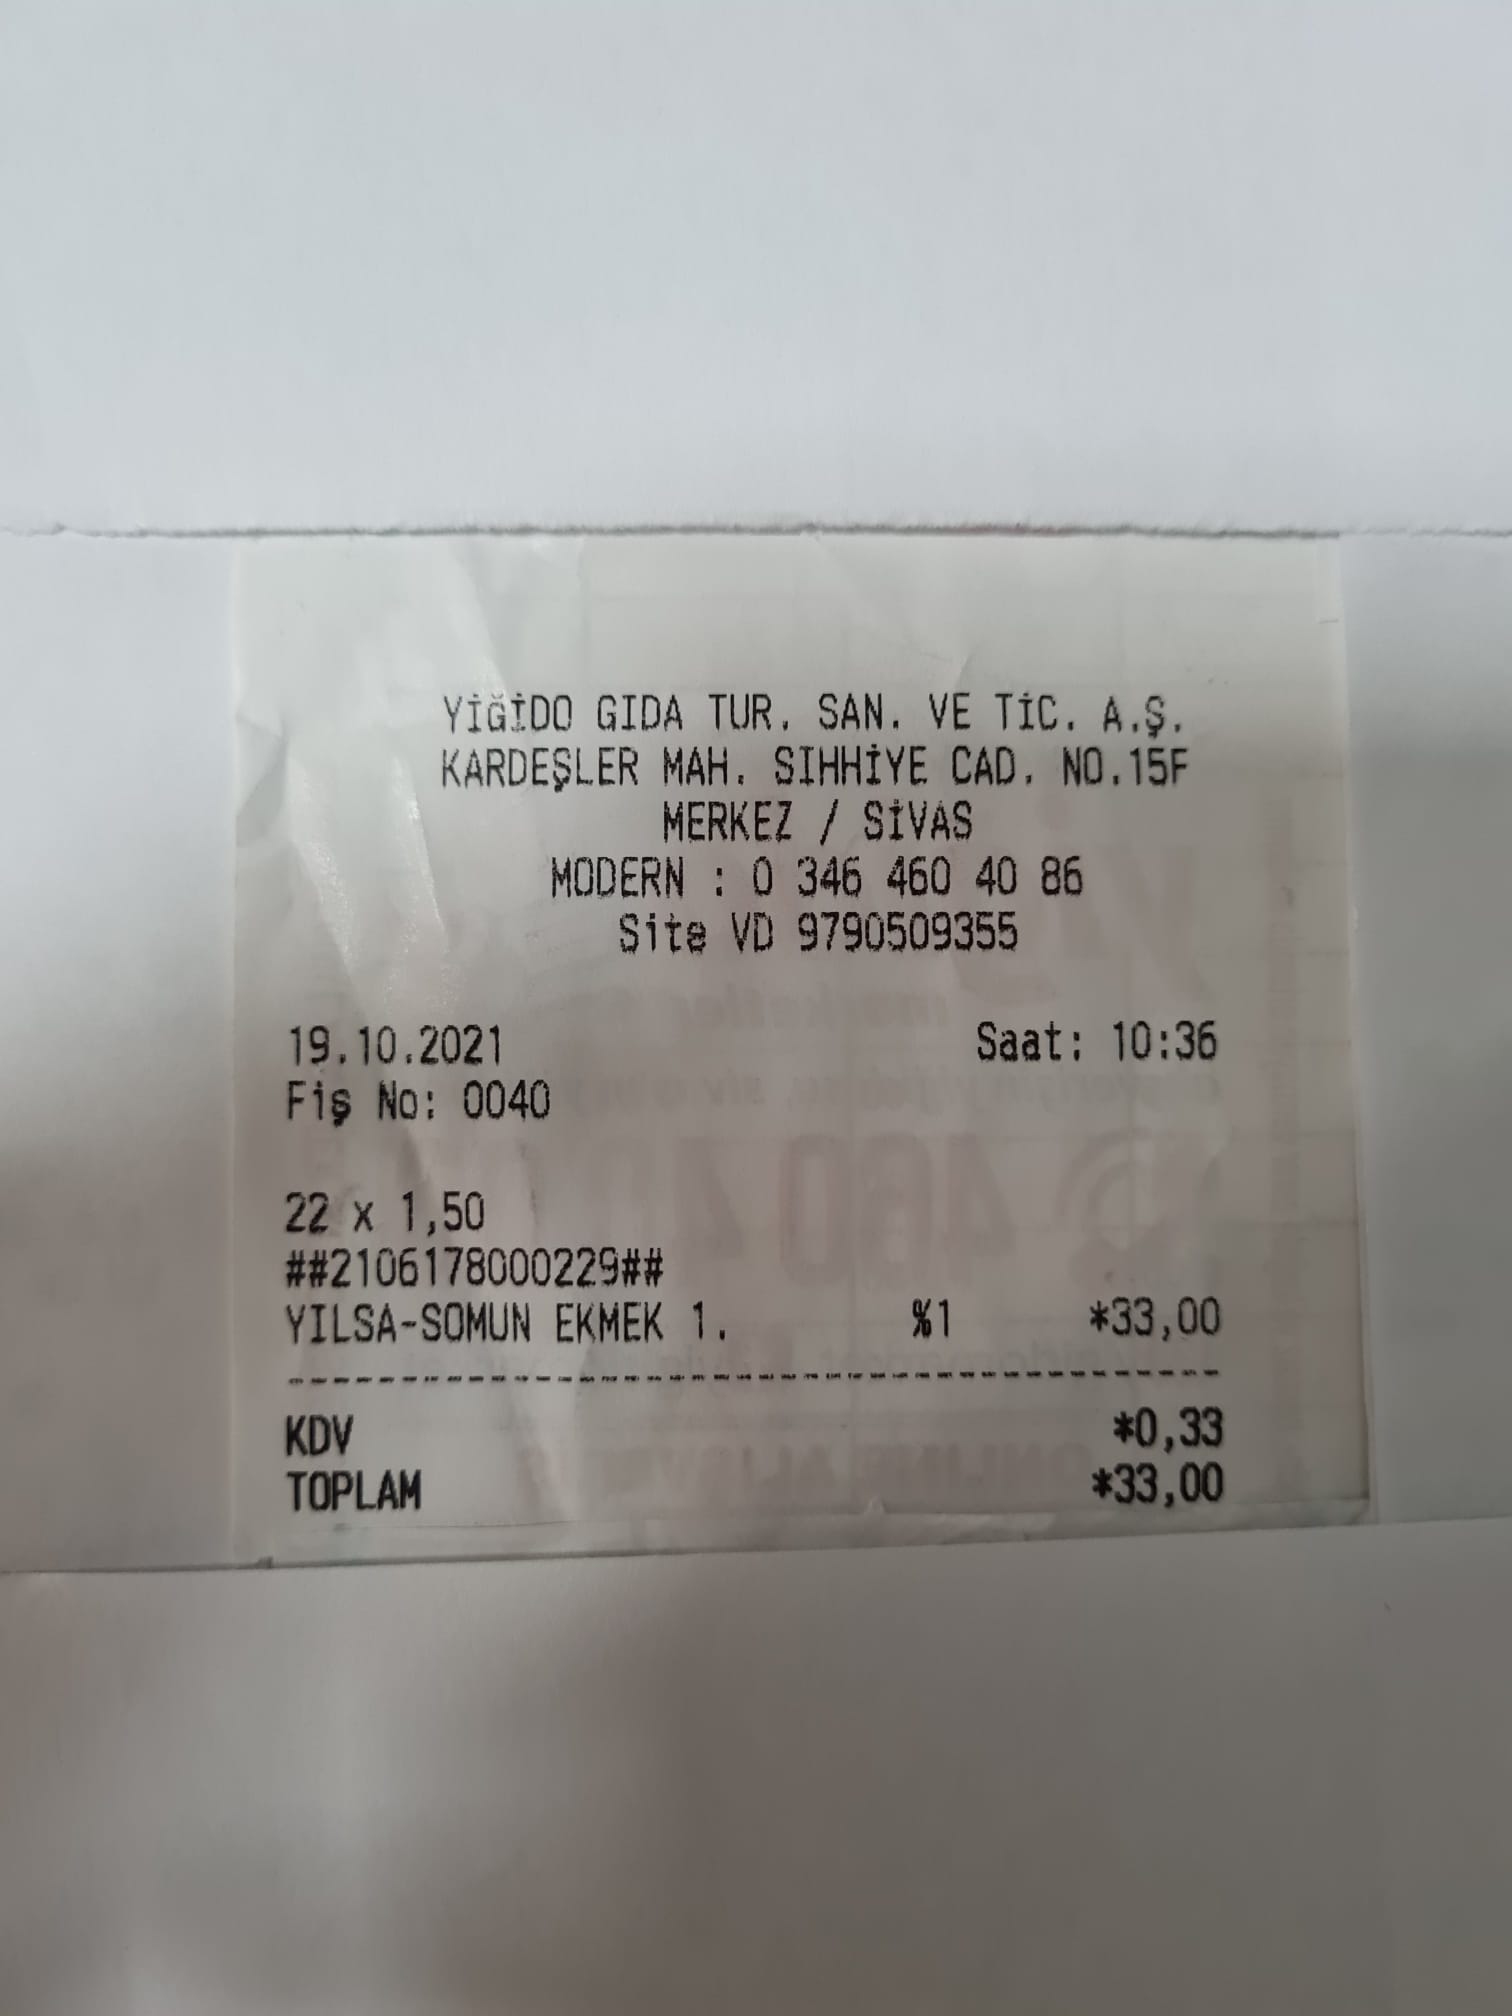 YİĞİDO GIDA TUR. SAN. VE TİC. A.Ş.
KARDEŞLER MAH. SIHHİYE CAD. NO.15F
MERKEZ / SİVAS
MODERN : 0 346 460 40 86
Site VD 9790509355
19.10.2021 Saat: 10:36
Fiş No: 0040
22 x 1,50
##2106178000229##
YILSA-SOMUN EKMEK 1. %1 *33,00
KDV *0,33
TOPLAM *33,00